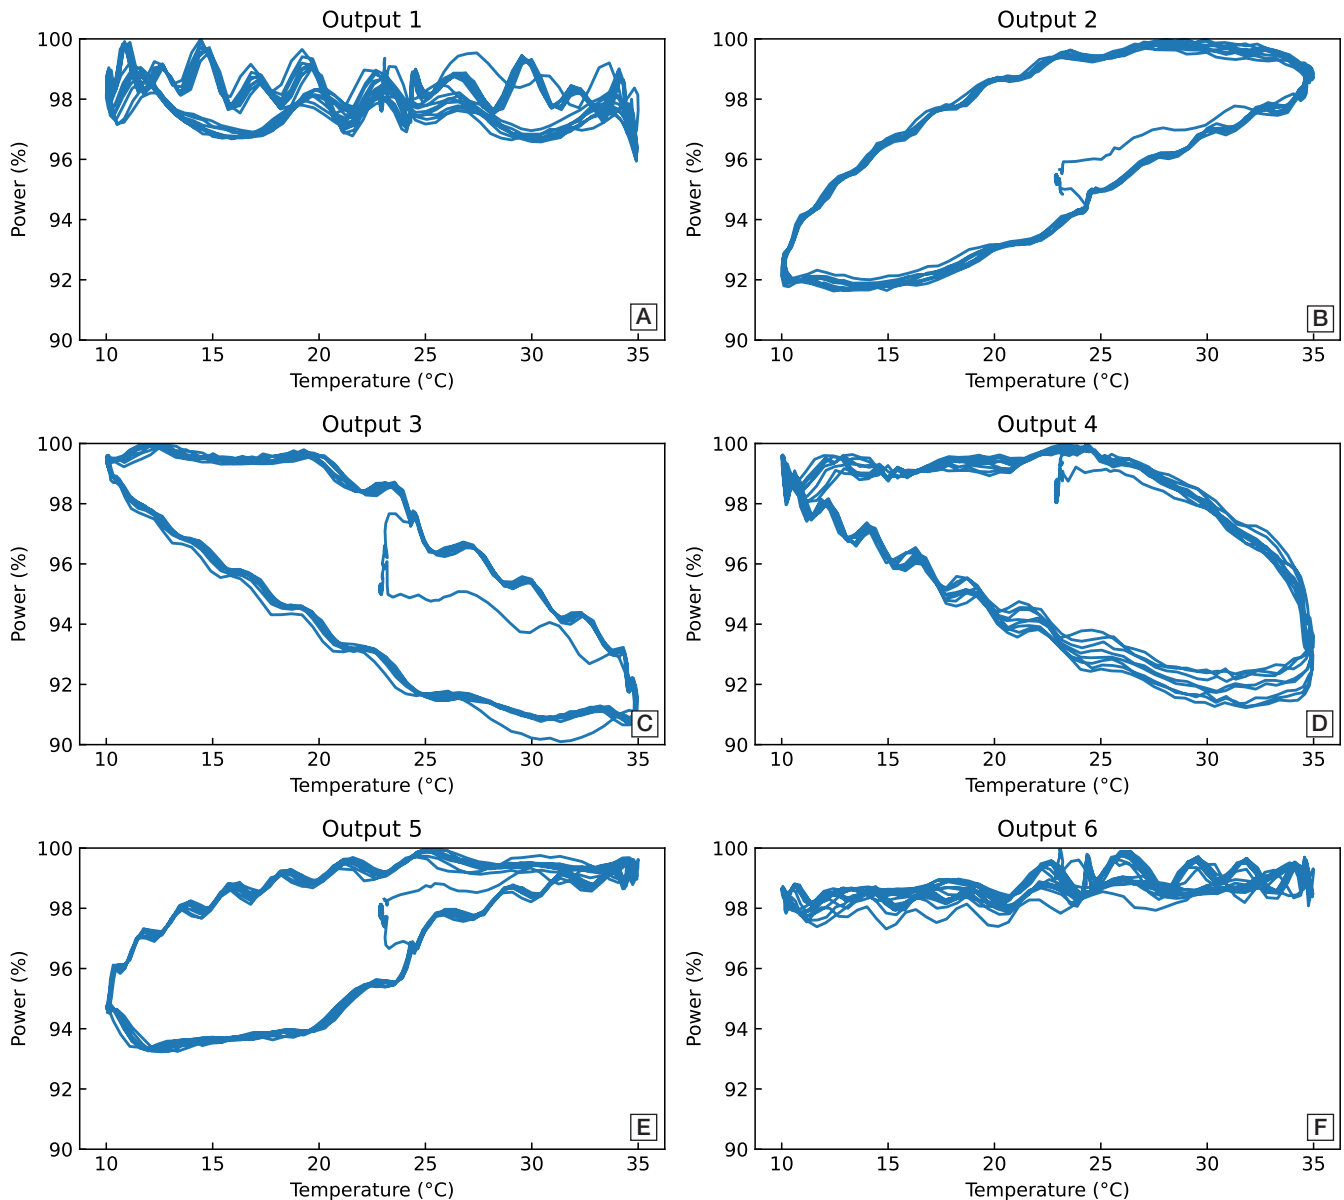 Output 1
100
98
96
94
92
90
Power (%)
10 15 20 25 30 35
Temperature (°C)
A
Output 2
100
98
96
94
92
90
Power (%)
10 15 20 25 30 35
Temperature (°C)
B
Output 3
100
98
96
94
92
90
Power (%)
10 15 20 25 30 35
Temperature (°C)
C
Output 4
100
98
96
94
92
90
Power (%)
10 15 20 25 30 35
Temperature (°C)
D
Output 5
100
98
96
94
92
90
Power (%)
10 15 20 25 30 35
Temperature (°C)
E
Output 6
100
98
96
94
92
90
Power (%)
10 15 20 25 30 35
Temperature (°C)
F